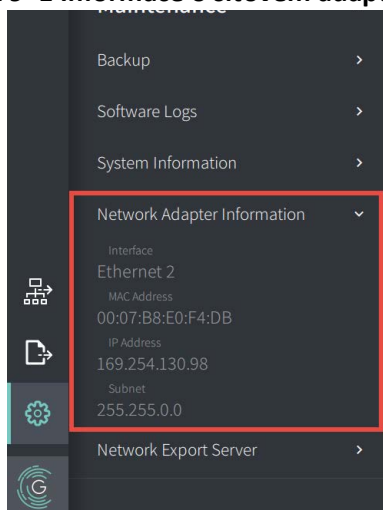 Maintenance
Backup
Software Logs
System Information
Network Adapter Information
Interface
Ethernet 2
MAC Address
00:07:B8:E0:F4:DB
IP Address
169.254.130.98
Subnet
255.255.0.0
Network Export Server
G